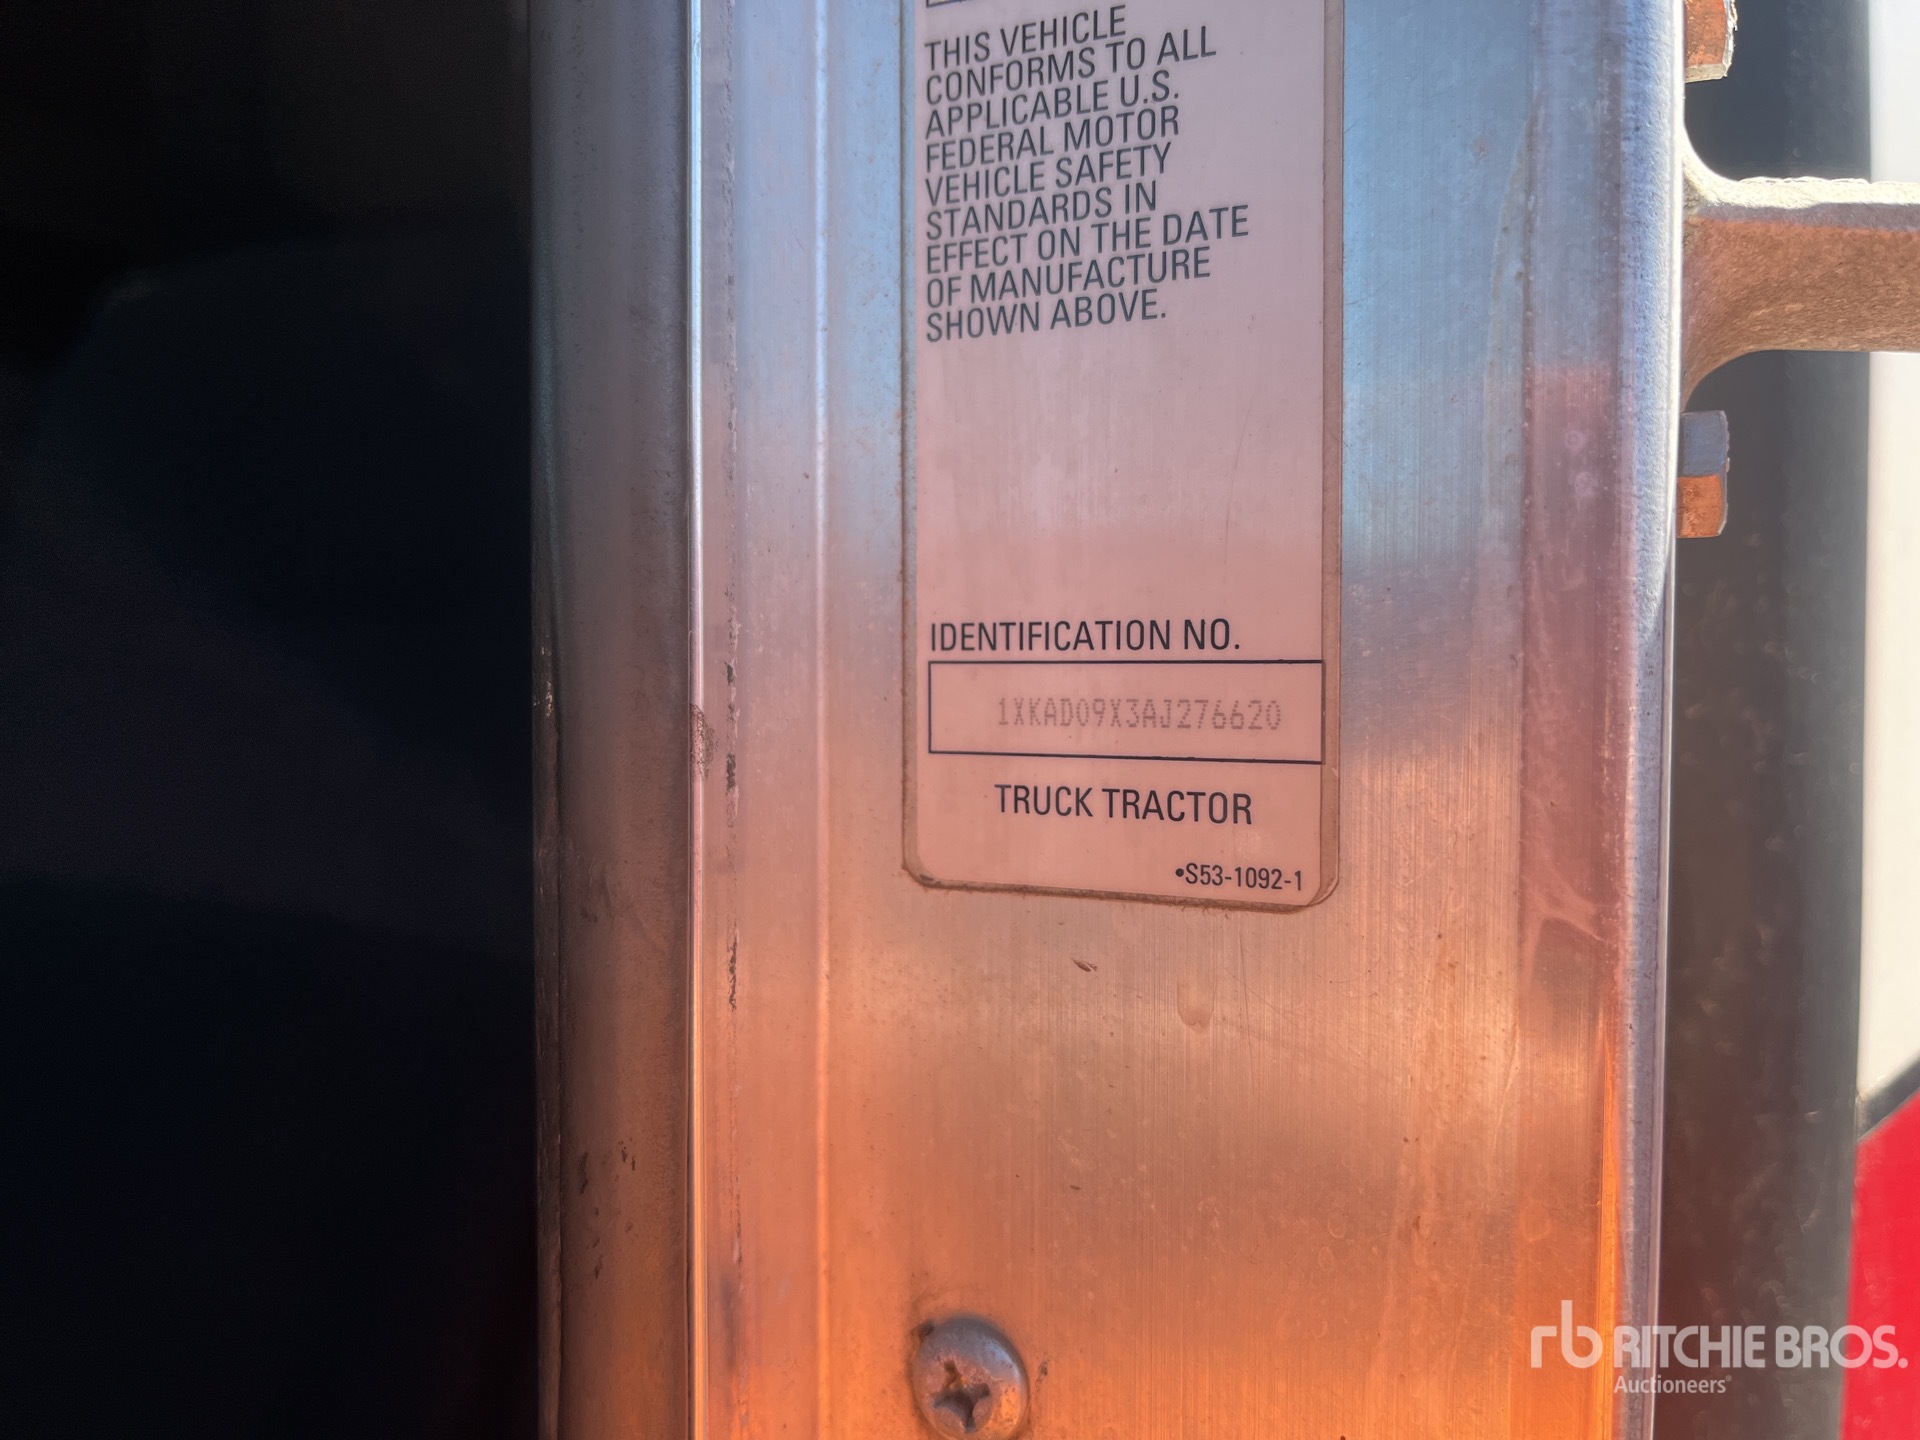 THIS VEHICLE
CONFORMS TO ALL
APPLICABLE U.S.
FEDERAL MOTOR
VEHICLE SAFETY
STANDARDS IN
EFFECT ON THE DATE
OF MANUFACTURE
SHOWN ABOVE.
IDENTIFICATION NO.
1XKAD09X3AJ276620
TRUCK TRACTOR
•S53-1092-1
rb RITCHIE BROS.
Auctioneers